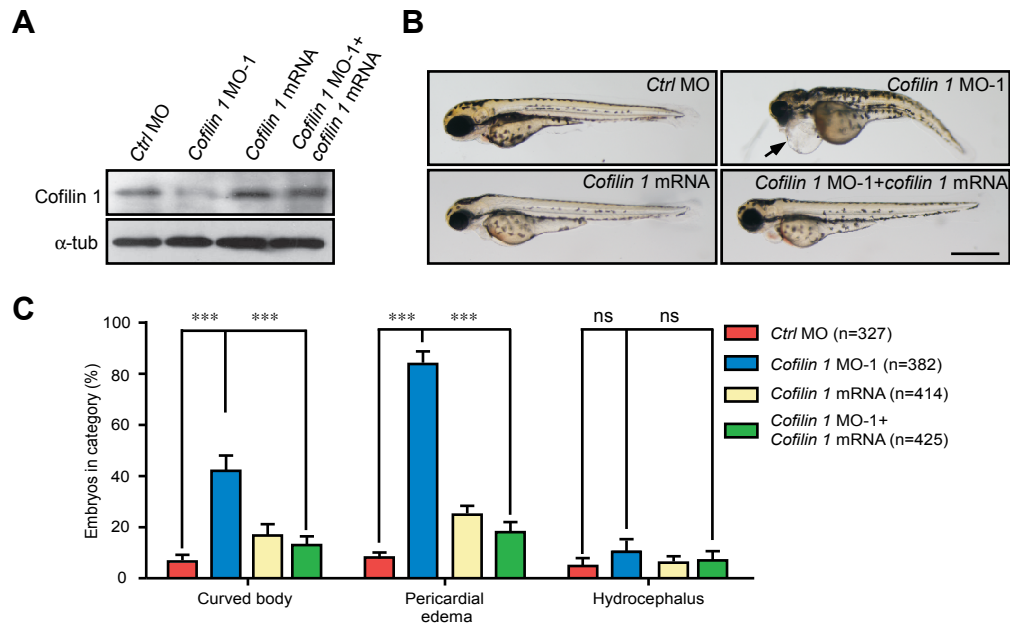 A
Ctrl MO
Cofilin 1 MO-1
Cofilin 1 mRNA
Cofilin 1 MO-1+
cofilin 1 mRNA
Cofilin 1
α-tub
B
Ctrl MO
Cofilin 1 MO-1
Cofilin 1 mRNA
Cofilin 1 MO-1+cofilin 1 mRNA
C
Embryos in category (%)
100
80
60
40
20
0
*** ***
*** ***
ns ns
Curved body
Pericardial
edema
Hydrocephalus
Ctrl MO (n=327)
Cofilin 1 MO-1 (n=382)
Cofilin 1 mRNA (n=414)
Cofilin 1 MO-1+
Cofilin 1 mRNA (n=425)